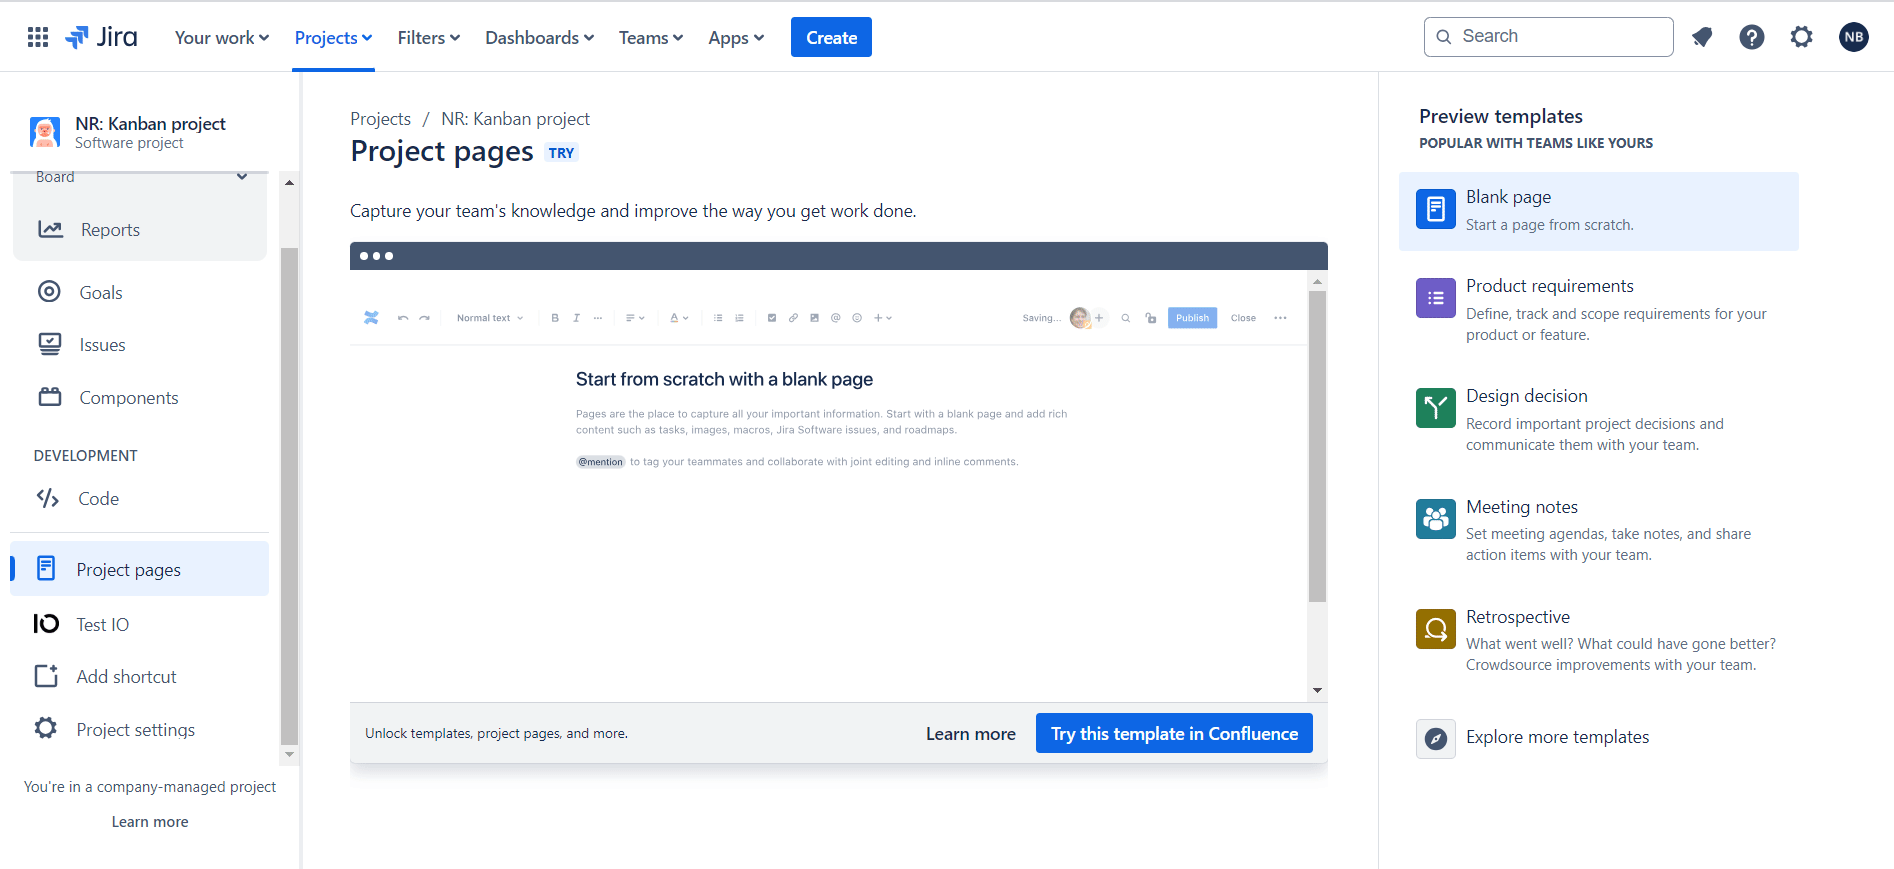 Jira
Your work
Projects
Filters
Dashboards
Teams
Apps
Create
Search
NB
NR: Kanban project
Software project
Board
Reports
Goals
Issues
Components
DEVELOPMENT
Code
Project pages
Test IO
Add shortcut
Project settings
You're in a company-managed project
Learn more
Projects / NR: Kanban project
Project pages TRY
Capture your team's knowledge and improve the way you get work done.
Normal text
B
I
A
Saving...
Publish
Close
Start from scratch with a blank page
Pages are the place to capture all your important information. Start with a blank page and add rich
content such as tasks, images, macros, Jira Software issues, and roadmaps.
@mention to tag your teammates and collaborate with joint editing and inline comments.
Unlock templates, project pages, and more.
Learn more
Try this template in Confluence
Preview templates
POPULAR WITH TEAMS LIKE YOURS
Blank page
Start a page from scratch.
Product requirements
Define, track and scope requirements for your
product or feature.
Design decision
Record important project decisions and
communicate them with your team.
Meeting notes
Set meeting agendas, take notes, and share
action items with your team.
Retrospective
What went well? What could have gone better?
Crowdsource improvements with your team.
Explore more templates